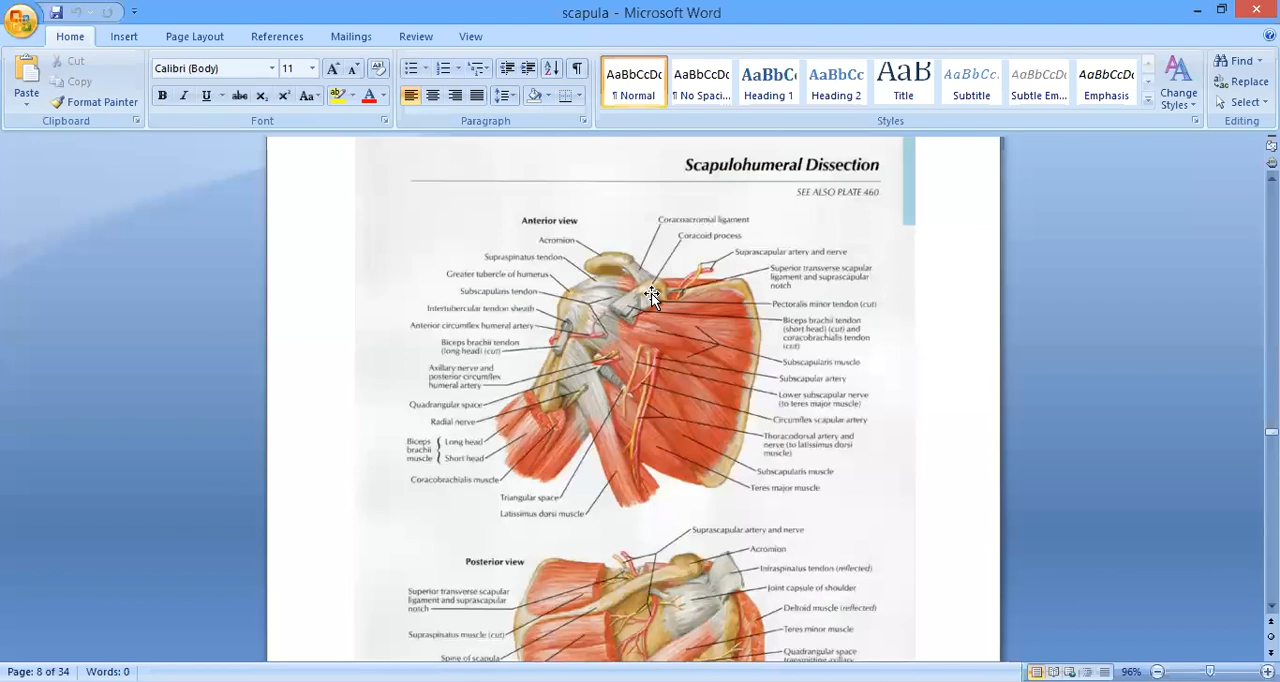 scapula - Microsoft Word
Home Insert Page Layout References Mailings Review View
Paste
Cut
Copy
Format Painter
Clipboard
Calibri (Body) 11
Font
Paragraph
AaBbCcDc AaBbCcDc AaBbC AaBbCc AaB AaBbCc. AaBbCcDc AaBbCcDc
¶ Normal ¶ No Spaci... Heading 1 Heading 2 Title Subtitle Subtle Em... Emphasis
Change
Styles
Styles
Find
Replace
Select
Editing
Scapulohumeral Dissection
SEE ALSO PLATE 460
Anterior view
Acromion
Supraspinatus tendon
Greater tubercle of humerus
Subscapularis tendon
Intertubercular tendon sheath
Anterior circumflex humeral artery
Biceps brachii tendon
(long head) (cut)
Axillary nerve and
posterior circumflex
humeral artery
Quadrangular space
Radial nerve
Biceps
brachii
muscle
Long head
Short head
Coracobrachialis muscle
Triangular space
Latissimus dorsi muscle
Coracoacromial ligament
Coracoid process
Suprascapular artery and nerve
Superior transverse scapular
ligament and suprascapular
notch
Pectoralis minor tendon (cut)
Biceps brachii tendon
(short head) (cut) and
coracobrachialis tendon
(cut)
Subscapularis muscle
Subscapular artery
Lower subscapular nerve
(to teres major muscle)
Circumflex scapular artery
Thoracodorsal artery and
nerve (to latissimus dorsi
muscle)
Subscapularis muscle
Teres major muscle
Posterior view
Superior transverse scapular
ligament and suprascapular
notch
Supraspinatus muscle (cut)
Spine of scapula
Suprascapular artery and nerve
Acromion
Infraspinatus tendon (reflected)
Joint capsule of shoulder
Deltoid muscle (reflected)
Teres minor muscle
Quadrangular space
transmitting axillary
Page: 8 of 34 Words: 0 96%